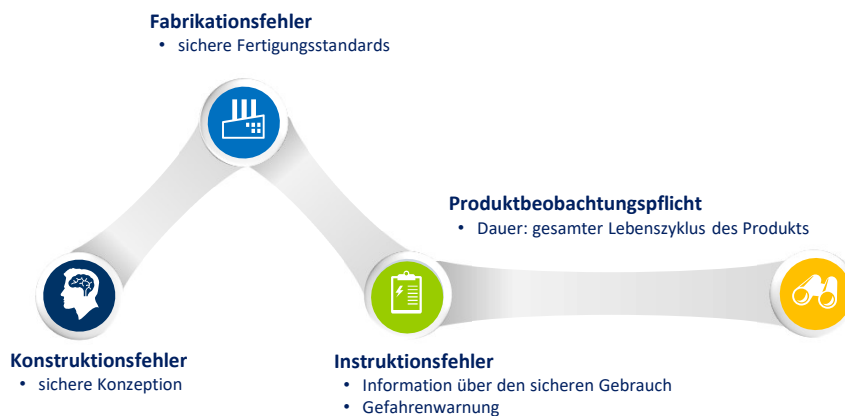 Fabrikationsfehler
• sichere Fertigungsstandards
Produktbeobachtungspflicht
• Dauer: gesamter Lebenszyklus des Produkts
Konstruktionsfehler
• sichere Konzeption
Instruktionsfehler
• Information über den sicheren Gebrauch
• Gefahrenwarnung